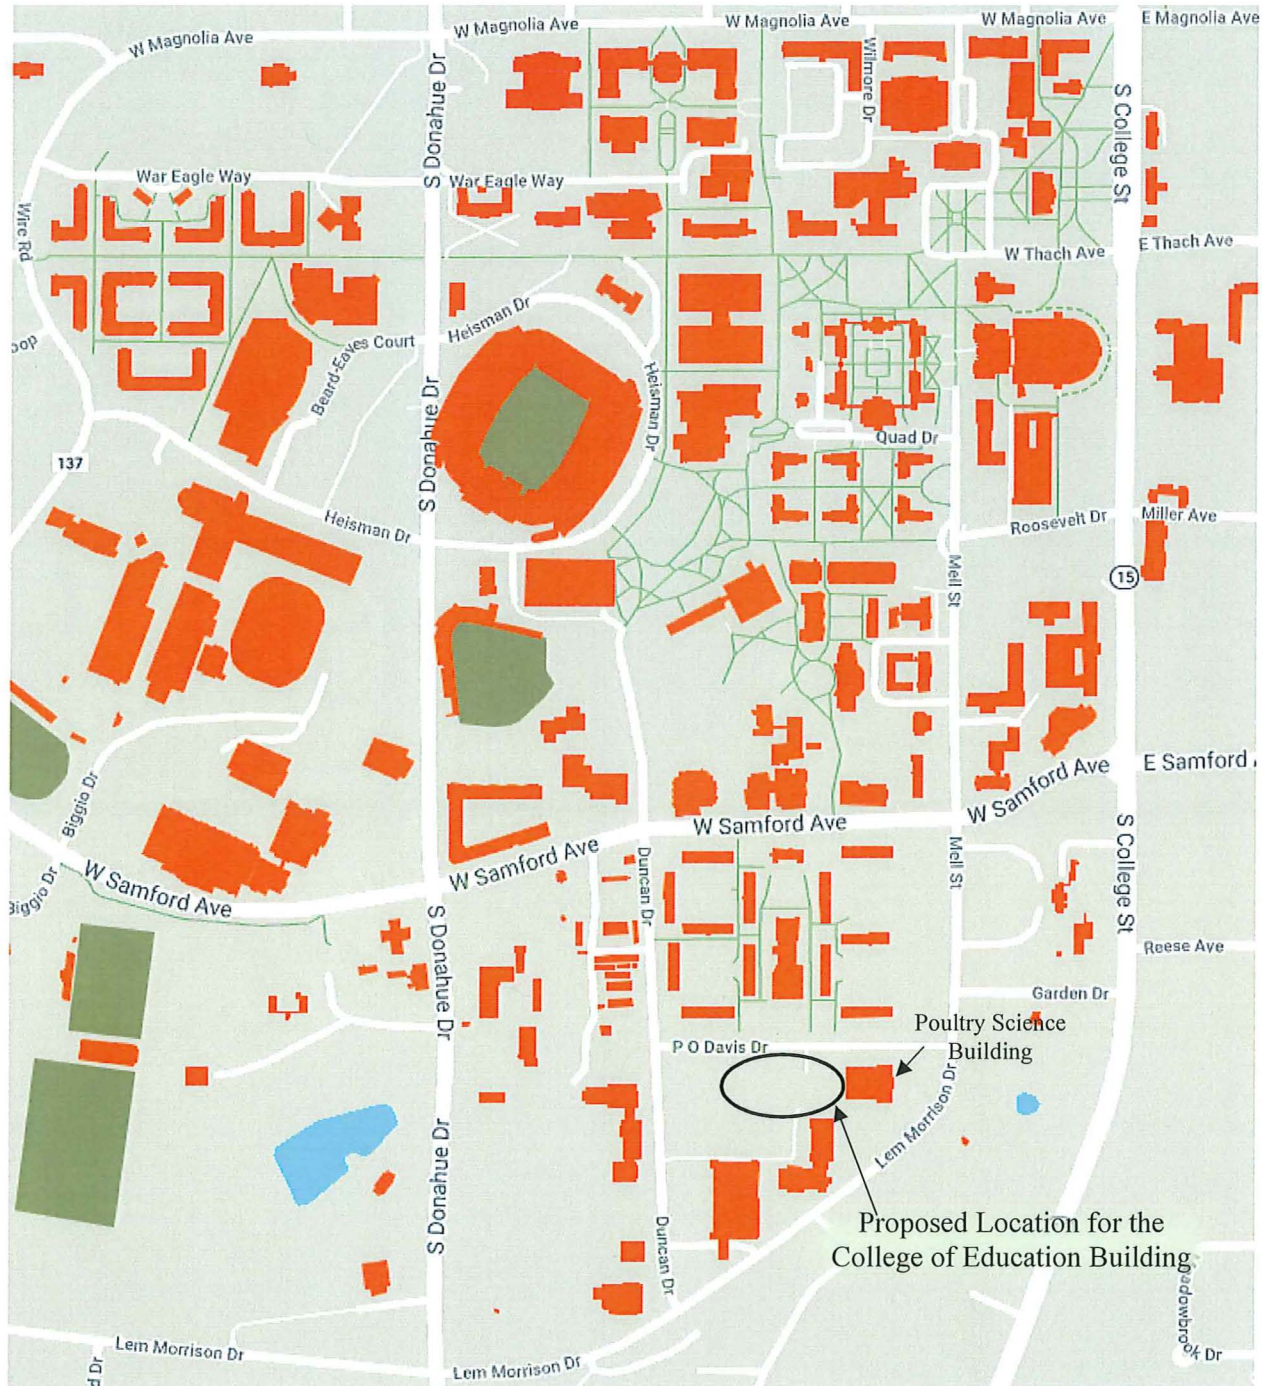 W Magnolia Ave
W Magnolia Ave
W Magnolia Ave
W Magnolia Ave
E Magnolia Ave
S Donahue Dr
Wilmore Dr
S College St
War Eagle Way
War Eagle Way
Wire Rd
W Thach Ave
E Thach Ave
Heisman Dr
Beard-Eaves Court
Heisman Dr
S Donahue Dr
Quad Dr
137
Heisman Dr
Roosevelt Dr
Miller Ave
Mell St
15
Biggio Dr
W Samford Ave
E Samford
W Samford Ave
W Samford Ave
W Samford Ave
Biggio Dr
Duncan Dr
Mell St
S College St
S Donahue Dr
Reese Ave
Garden Dr
Poultry Science
Building
P O Davis Dr
Lem Morrison Dr
S Donahue Dr
Proposed Location for the
College of Education Building
Duncan Dr
Lem Morrison Dr
Lem Morrison Dr
Dr